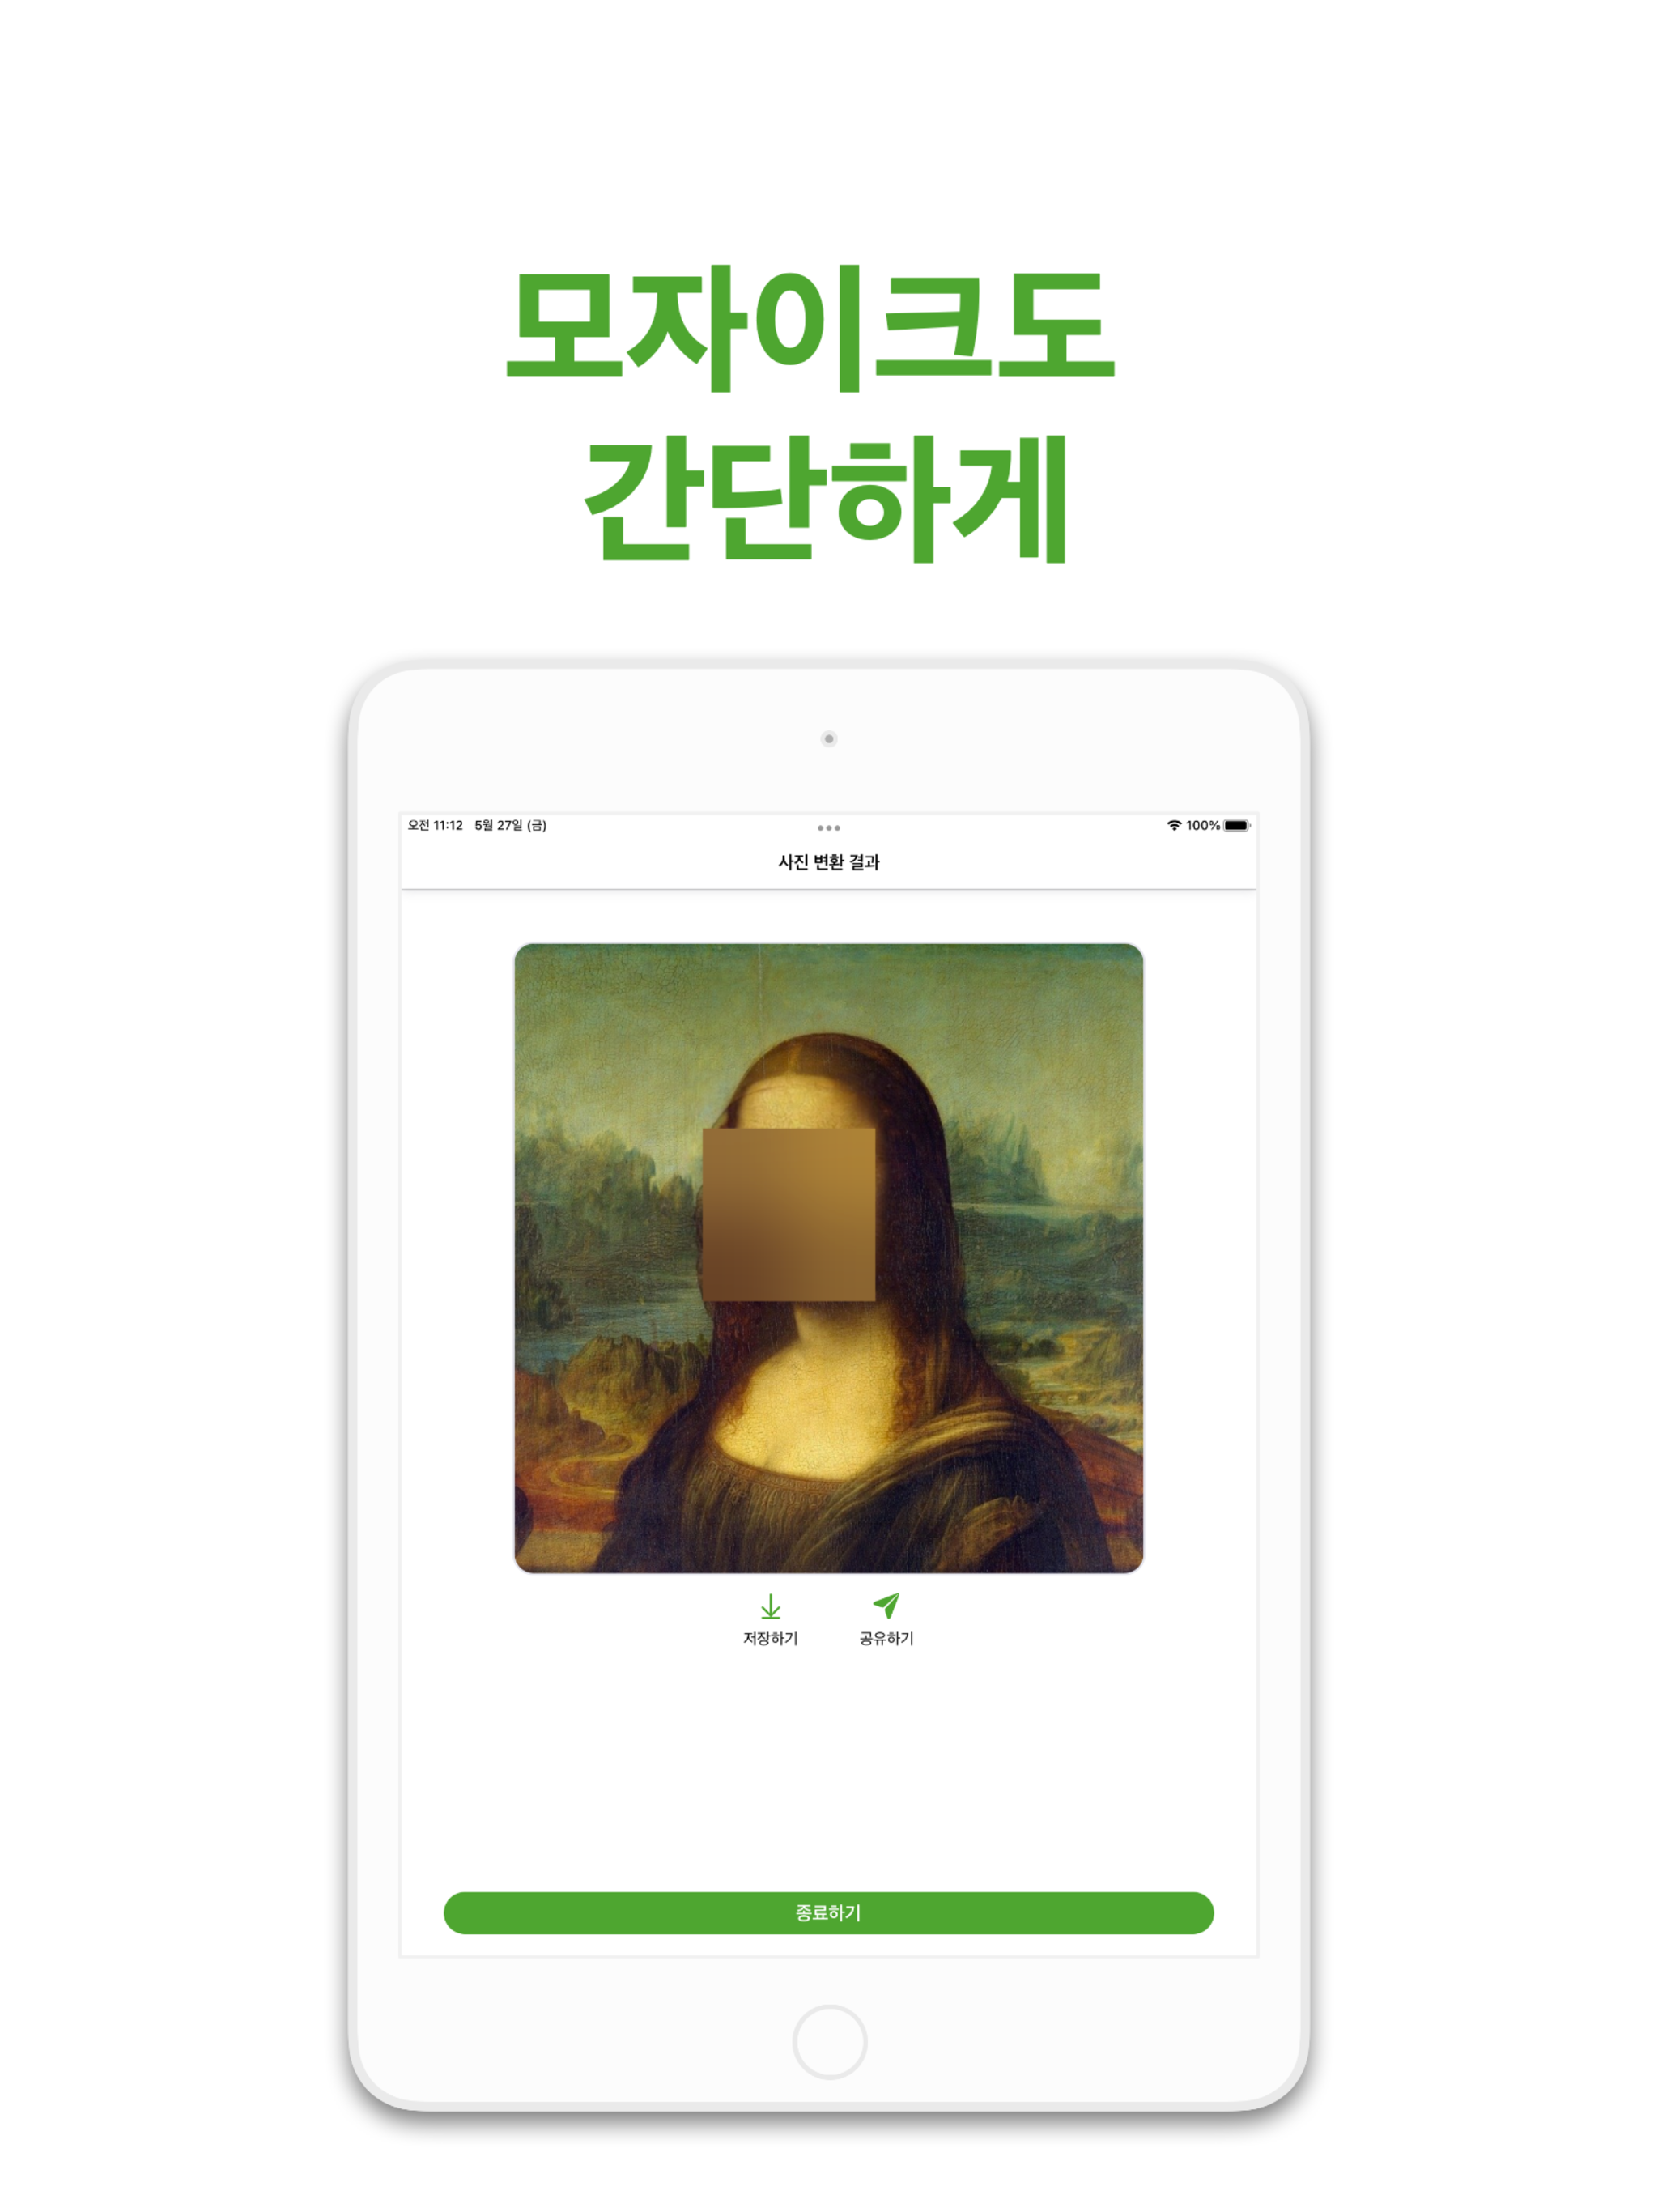 모자이크도
간단하게
오전 11:12 5월 27일 (금)
100%
사진 변환 결과
저장하기 공유하기
종료하기